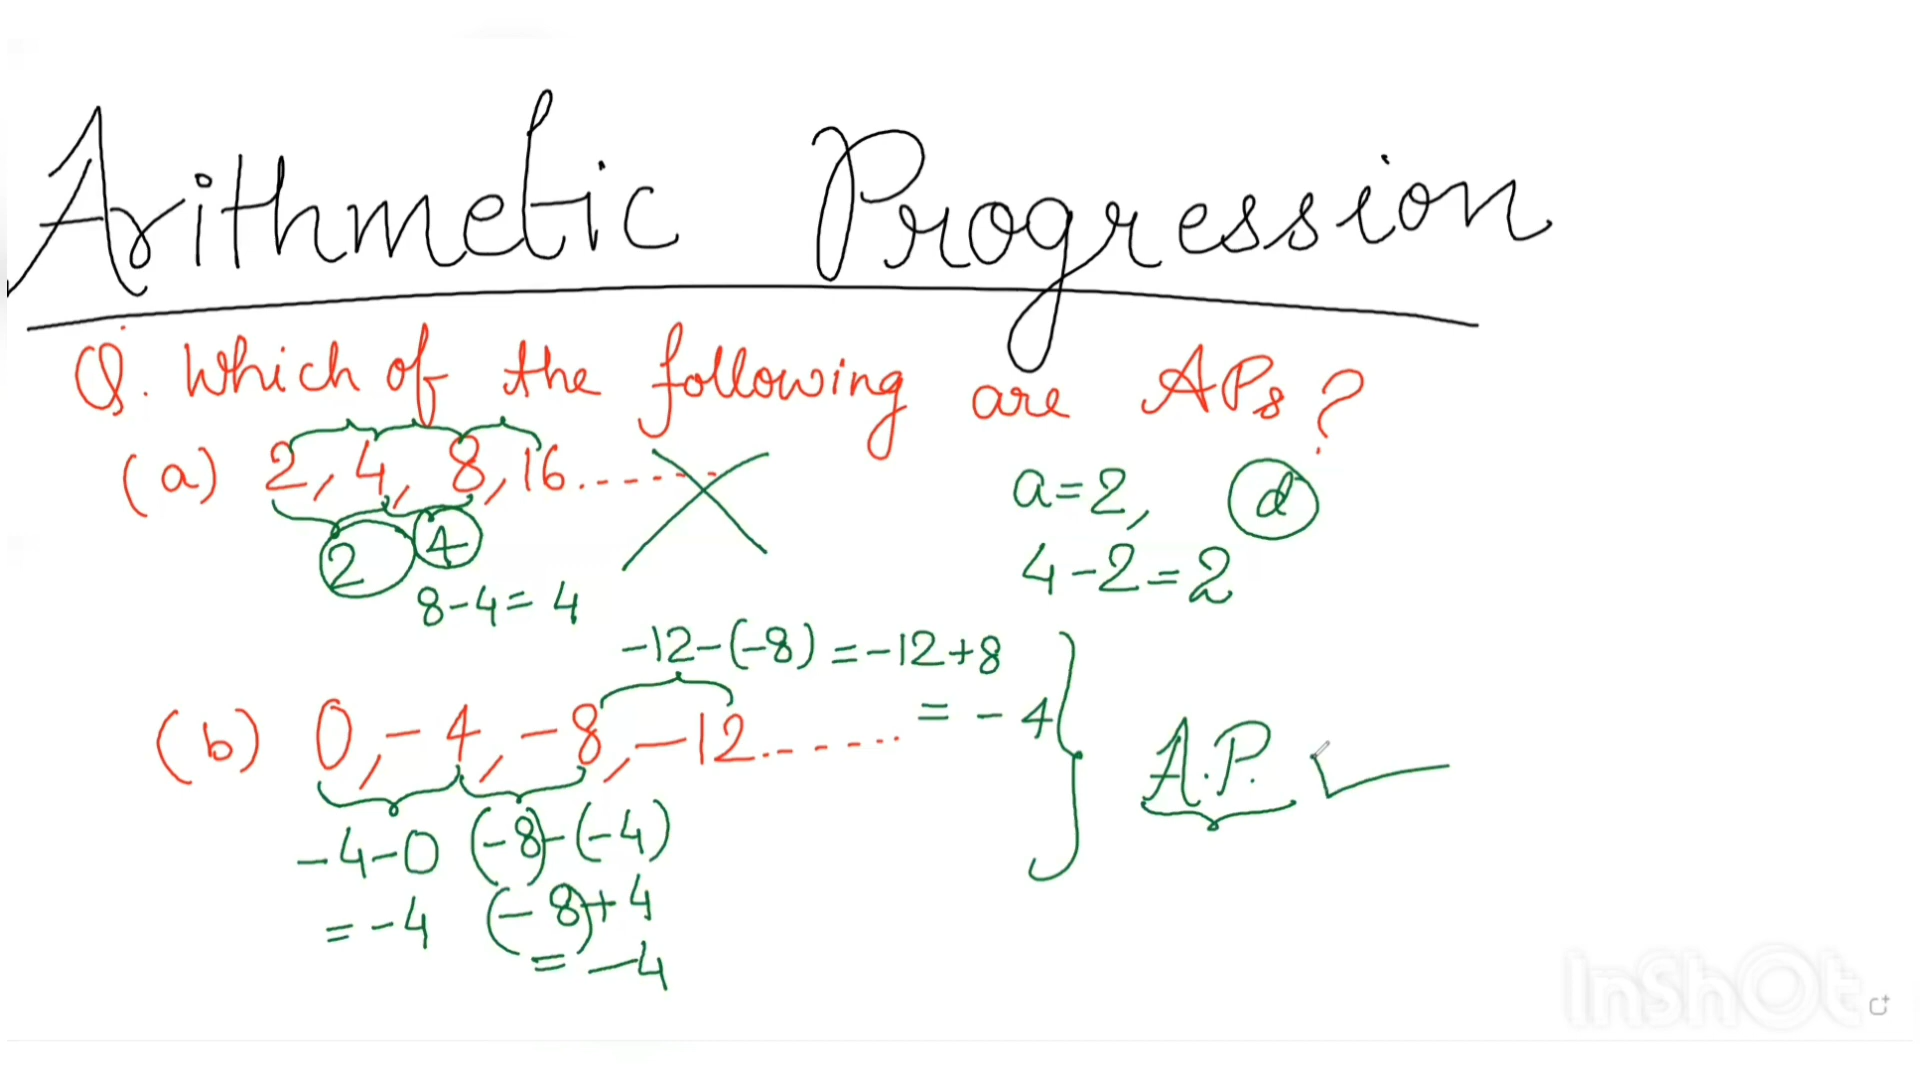 Arithmetic Progression
Q. Which of the following are APs?
(a) 2, 4, 8, 16.......
a=2, d
2 4
4-2=2
8-4=4
-12-(-8)=-12+8
= -4
(b) 0, -4, -8, -12.......
A.P.
-4-0 (-8)-(-4)
= -4 (-8)+4
= -4
InShOt